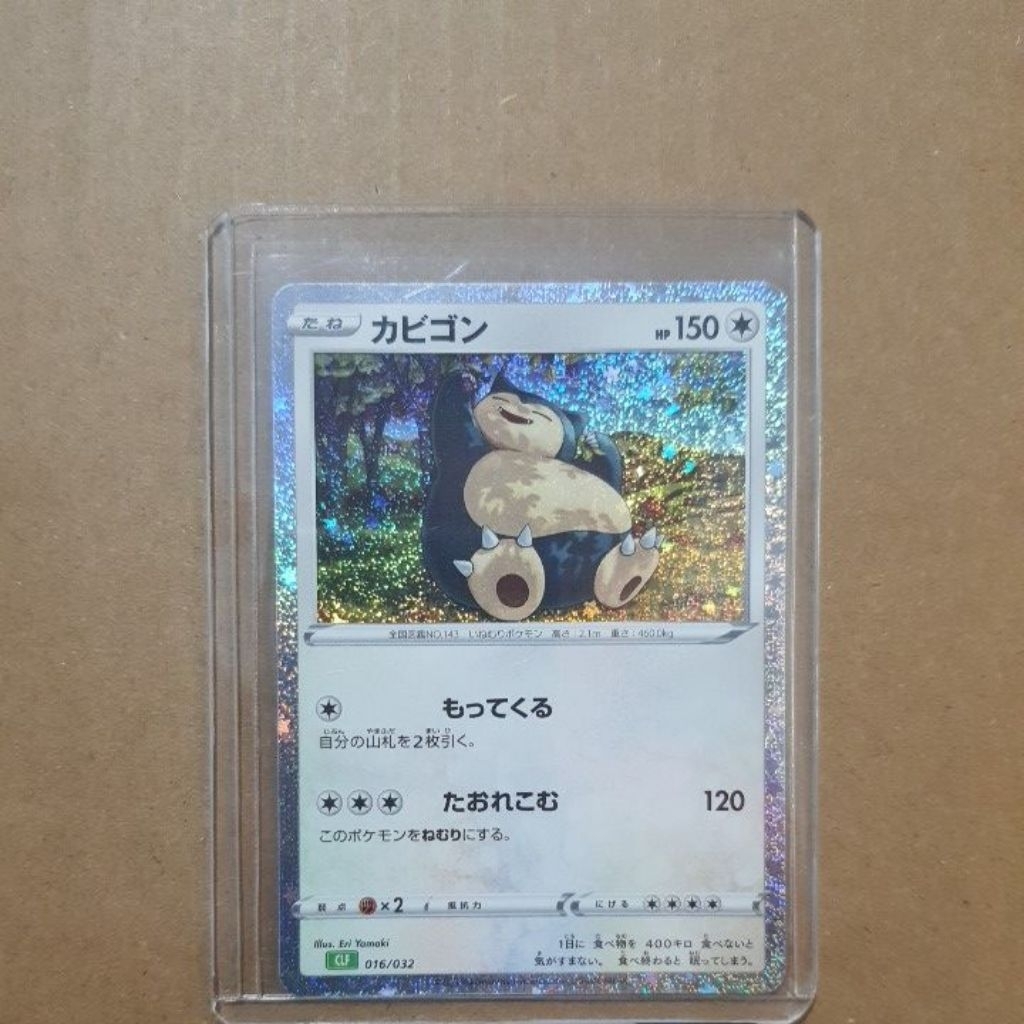 たね カビゴン HP 150
全国図鑑NO.143 いねむりポケモン 高さ：2.1m 重さ：460.0kg
もってくる
自分の山札を2枚引く。
たおれこむ 120
このポケモンをねむりにする。
弱点 ×2 抵抗力 にげる
Illus. Eri Yamaki
1日に 食べ物を 400キロ 食べないと
CLF 016/032
気がすまない。 食べ終わると 眠ってしまう。